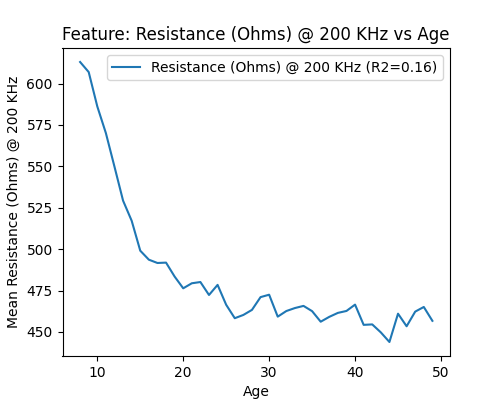 Feature: Resistance (Ohms) @ 200 KHz vs Age
Resistance (Ohms) @ 200 KHz (R2=0.16)
Mean Resistance (Ohms) @ 200 KHz
600
575
550
525
500
475
450
10 20 30 40 50
Age